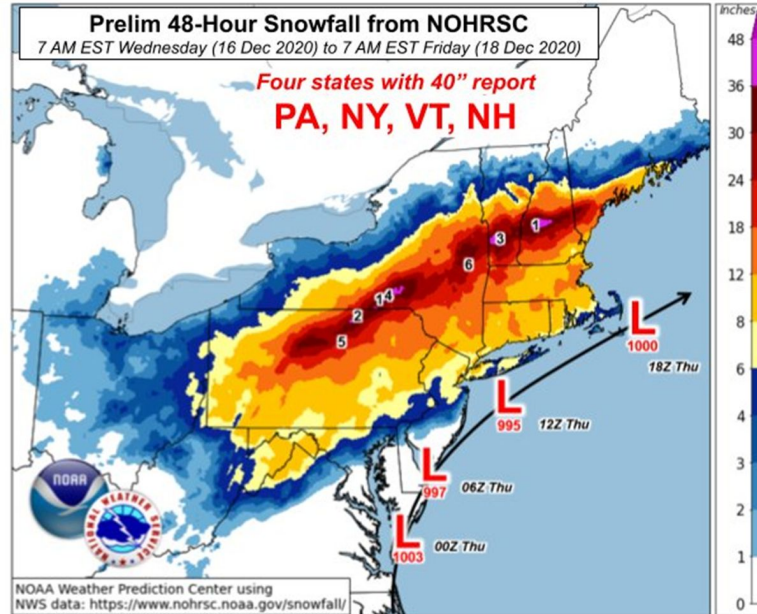 Prelim 48-Hour Snowfall from NOHRSC
7 AM EST Wednesday (16 Dec 2020) to 7 AM EST Friday (18 Dec 2020)
Four states with 40” report
PA, NY, VT, NH
Inches
48
36
30
24
18
12
8
6
4
3
2
1
0
1
3
6
14
2
5
L
1000
18Z Thu
L
995
12Z Thu
L
997
06Z Thu
L
1003
00Z Thu
NOAA
NATIONAL WEATHER SERVICE
NOAA Weather Prediction Center using
NWS data: https://www.nohrsc.noaa.gov/snowfall/